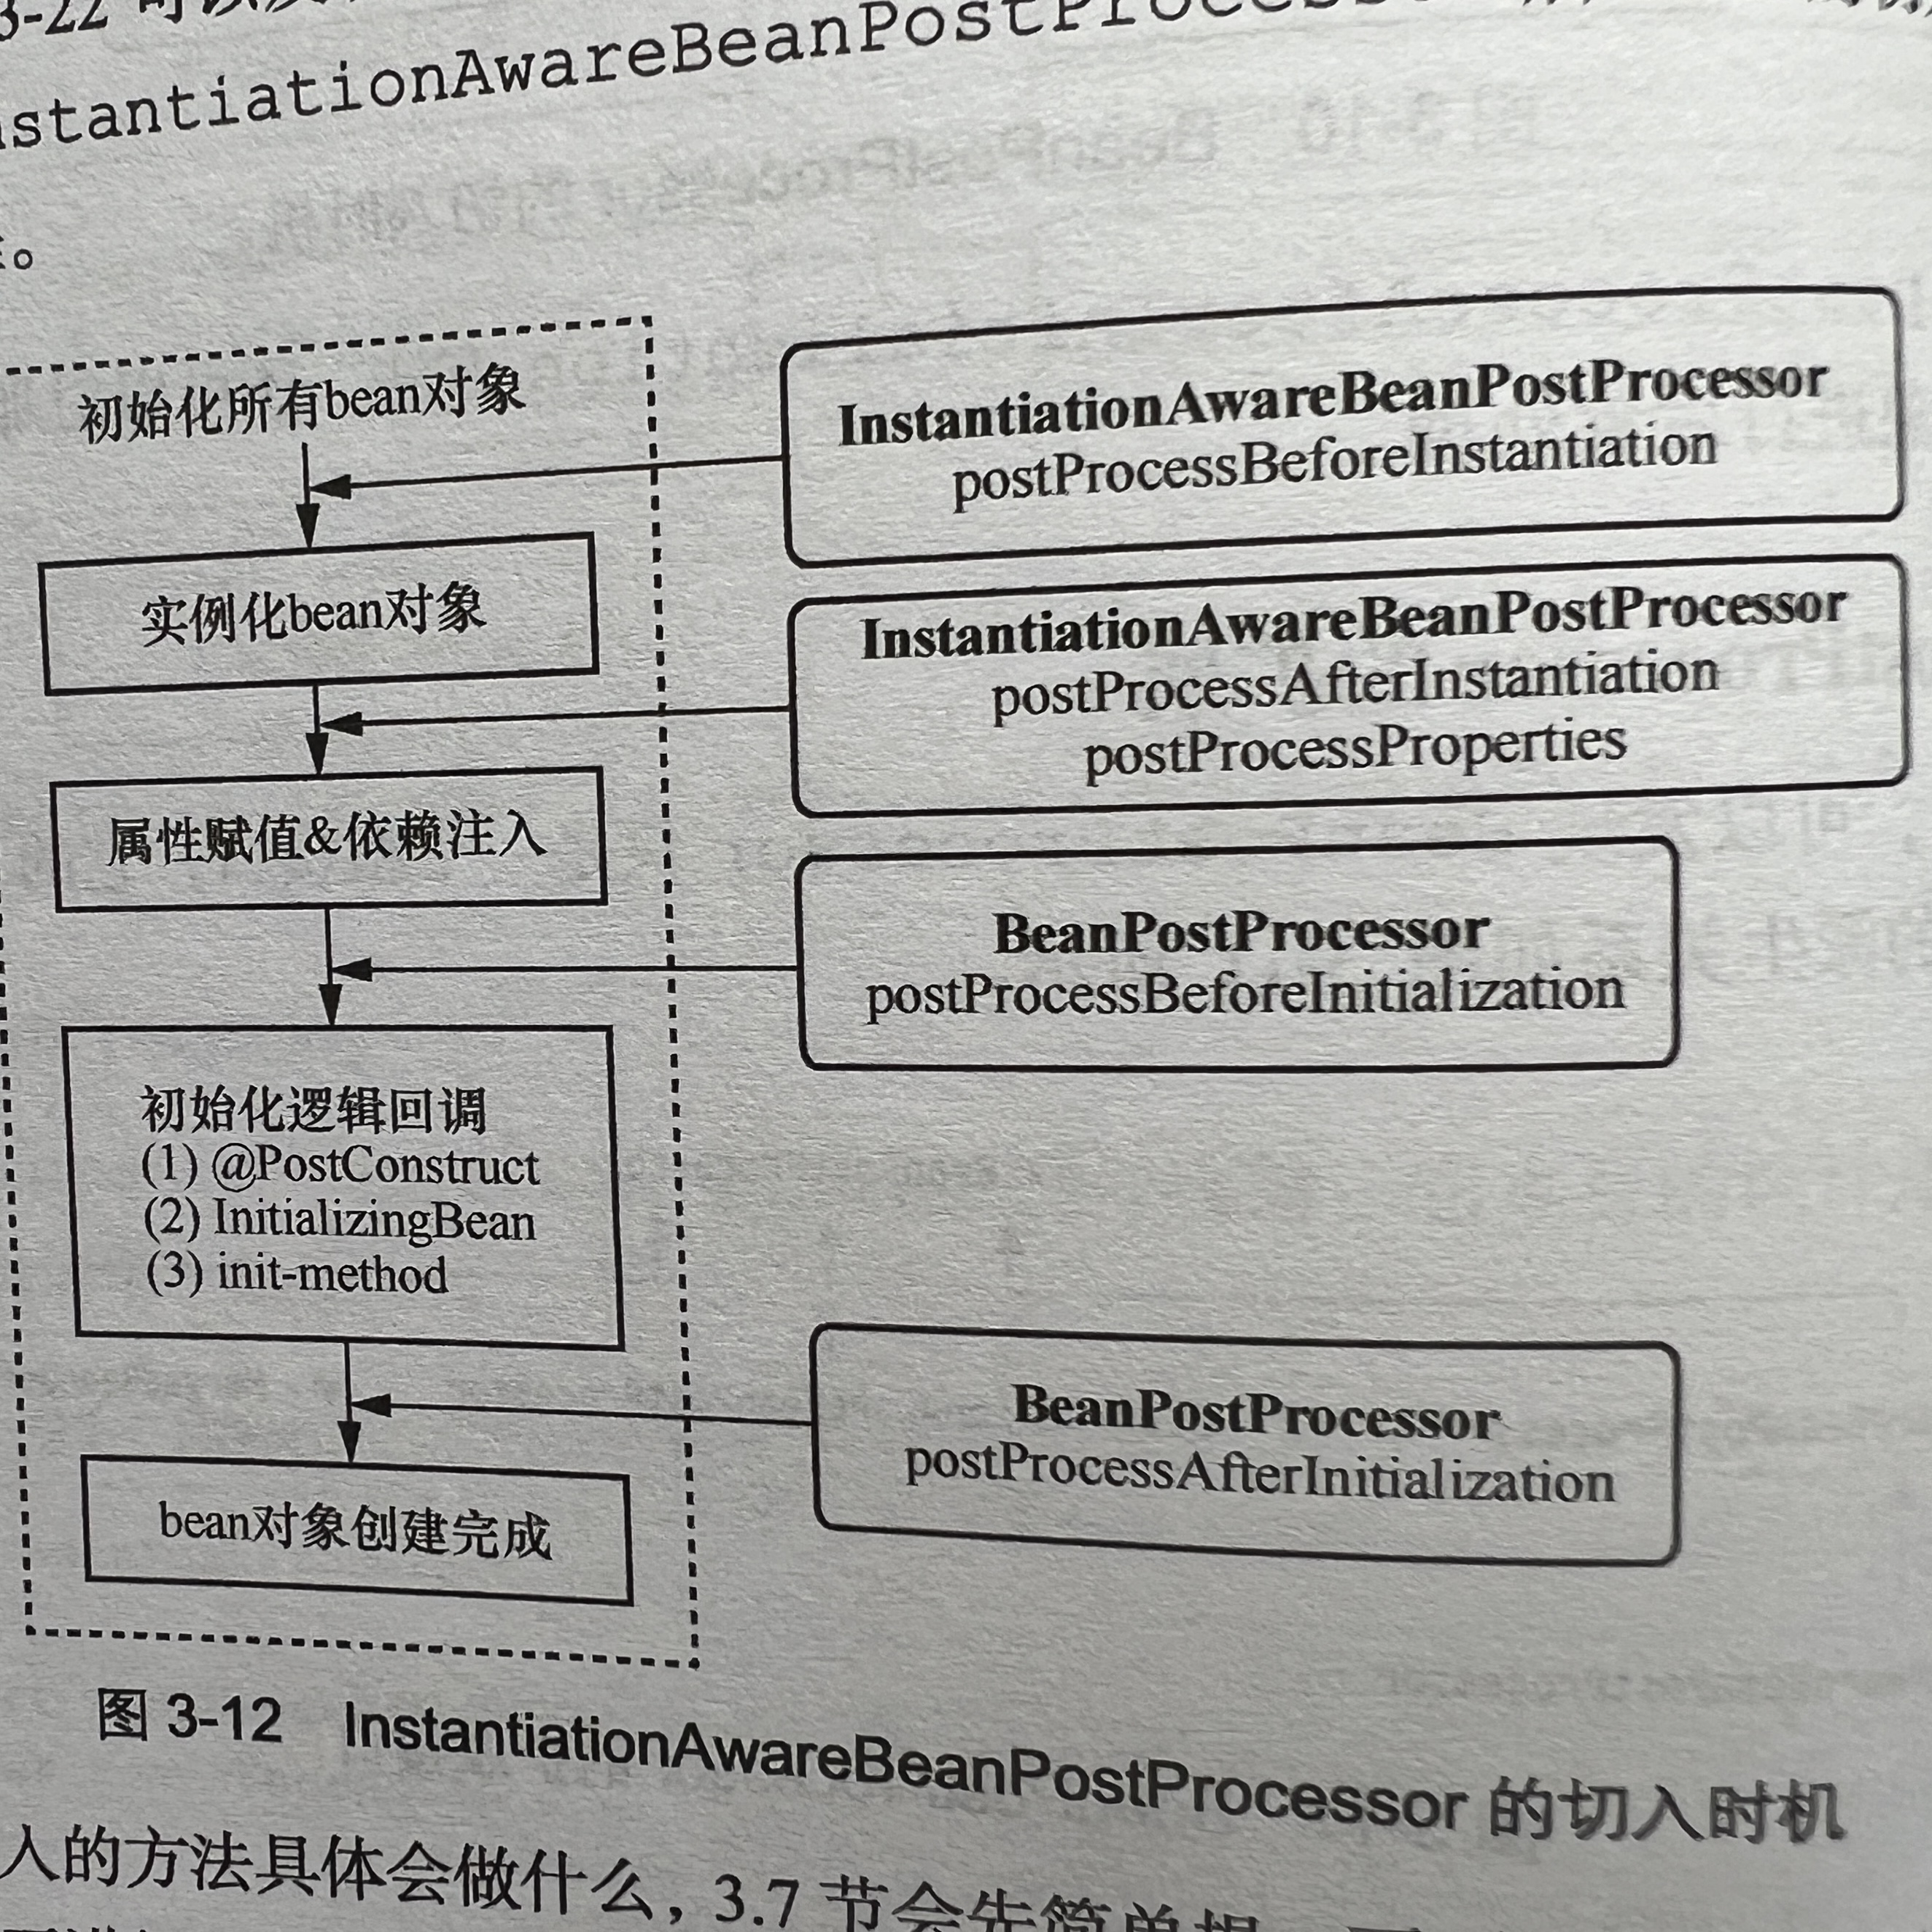 3-22 可以
nstantiationAwareBeanPostProcessor
。
初始化所有bean对象
InstantiationAwareBeanPostProcessor
postProcessBeforeInstantiation
实例化bean对象
InstantiationAwareBeanPostProcessor
postProcessAfterInstantiation
postProcessProperties
属性赋值&依赖注入
BeanPostProcessor
postProcessBeforeInitialization
初始化逻辑回调
(1) @PostConstruct
(2) InitializingBean
(3) init-method
BeanPostProcessor
postProcessAfterInitialization
bean对象创建完成
图 3-12 InstantiationAwareBeanPostProcessor 的切入时机
入的方法具体会做什么，3.7 节会先简单